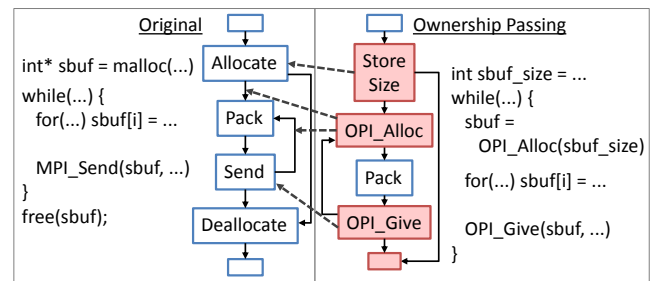 Original
int* sbuf = malloc(...)
while(...) {
for(...) sbuf[i] = ...
MPI_Send(sbuf, ...)
}
free(sbuf);
Allocate
Pack
Send
Deallocate
Ownership Passing
Store
Size
OPI_Alloc
Pack
OPI_Give
int sbuf_size = ...
while(...) {
sbuf =
OPI_Alloc(sbuf_size)
for(...) sbuf[i] = ...
OPI_Give(sbuf, ...)
}